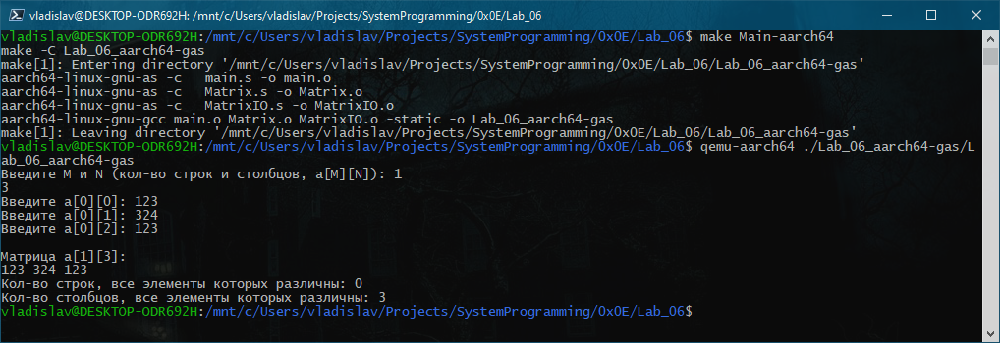 vladislav@DESKTOP-ODR692H: /mnt/c/Users/vladislav/Projects/SystemProgramming/0x0E/Lab_06
vladislav@DESKTOP-ODR692H:/mnt/c/Users/vladislav/Projects/SystemProgramming/0x0E/Lab_06$ make Main-aarch64
make -C Lab_06_aarch64-gas
make[1]: Entering directory '/mnt/c/Users/vladislav/Projects/SystemProgramming/0x0E/Lab_06/Lab_06_aarch64-gas'
aarch64-linux-gnu-as -c   main.s -o main.o
aarch64-linux-gnu-as -c   Matrix.s -o Matrix.o
aarch64-linux-gnu-as -c   MatrixIO.s -o MatrixIO.o
aarch64-linux-gnu-gcc main.o Matrix.o MatrixIO.o -static -o Lab_06_aarch64-gas
make[1]: Leaving directory '/mnt/c/Users/vladislav/Projects/SystemProgramming/0x0E/Lab_06/Lab_06_aarch64-gas'
vladislav@DESKTOP-ODR692H:/mnt/c/Users/vladislav/Projects/SystemProgramming/0x0E/Lab_06$ qemu-aarch64 ./Lab_06_aarch64-gas/L
ab_06_aarch64-gas
Введите M и N (кол-во строк и столбцов, a[M][N]): 1
3
Введите a[0][0]: 123
Введите a[0][1]: 324
Введите a[0][2]: 123
Матрица a[1][3]:
123 324 123
Кол-во строк, все элементы которых различны: 0
Кол-во столбцов, все элементы которых различны: 3
vladislav@DESKTOP-ODR692H:/mnt/c/Users/vladislav/Projects/SystemProgramming/0x0E/Lab_06$